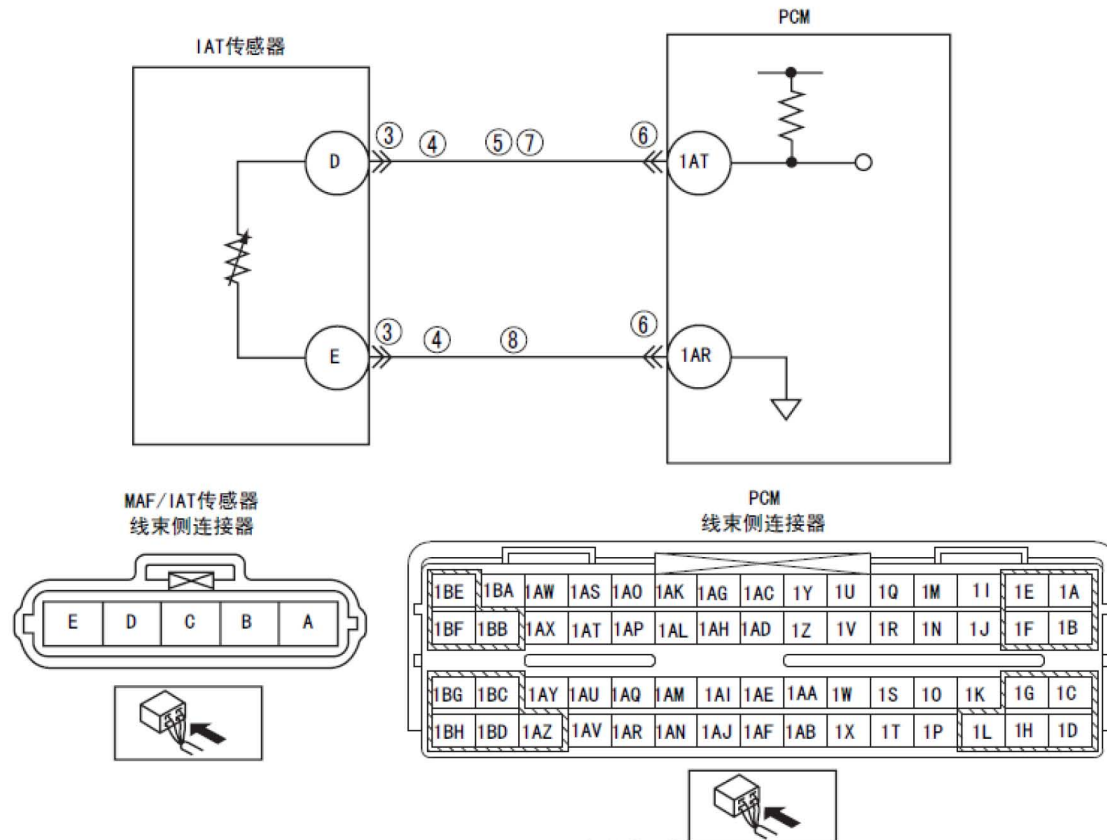 PCM
IAT传感器
D ③ ④ ⑤ ⑦ ⑥ 1AT
E ③ ④ ⑧ ⑥ 1AR
MAF/IAT传感器
线束侧连接器
E D C B A
PCM
线束侧连接器
1BE 1BA 1AW 1AS 1AO 1AK 1AG 1AC 1Y 1U 1Q 1M 1I 1E 1A
1BF 1BB 1AX 1AT 1AP 1AL 1AH 1AD 1Z 1V 1R 1N 1J 1F 1B
1BG 1BC 1AY 1AU 1AQ 1AM 1AI 1AE 1AA 1W 1S 1O 1K 1G 1C
1BH 1BD 1AZ 1AV 1AR 1AN 1AJ 1AF 1AB 1X 1T 1P 1L 1H 1D